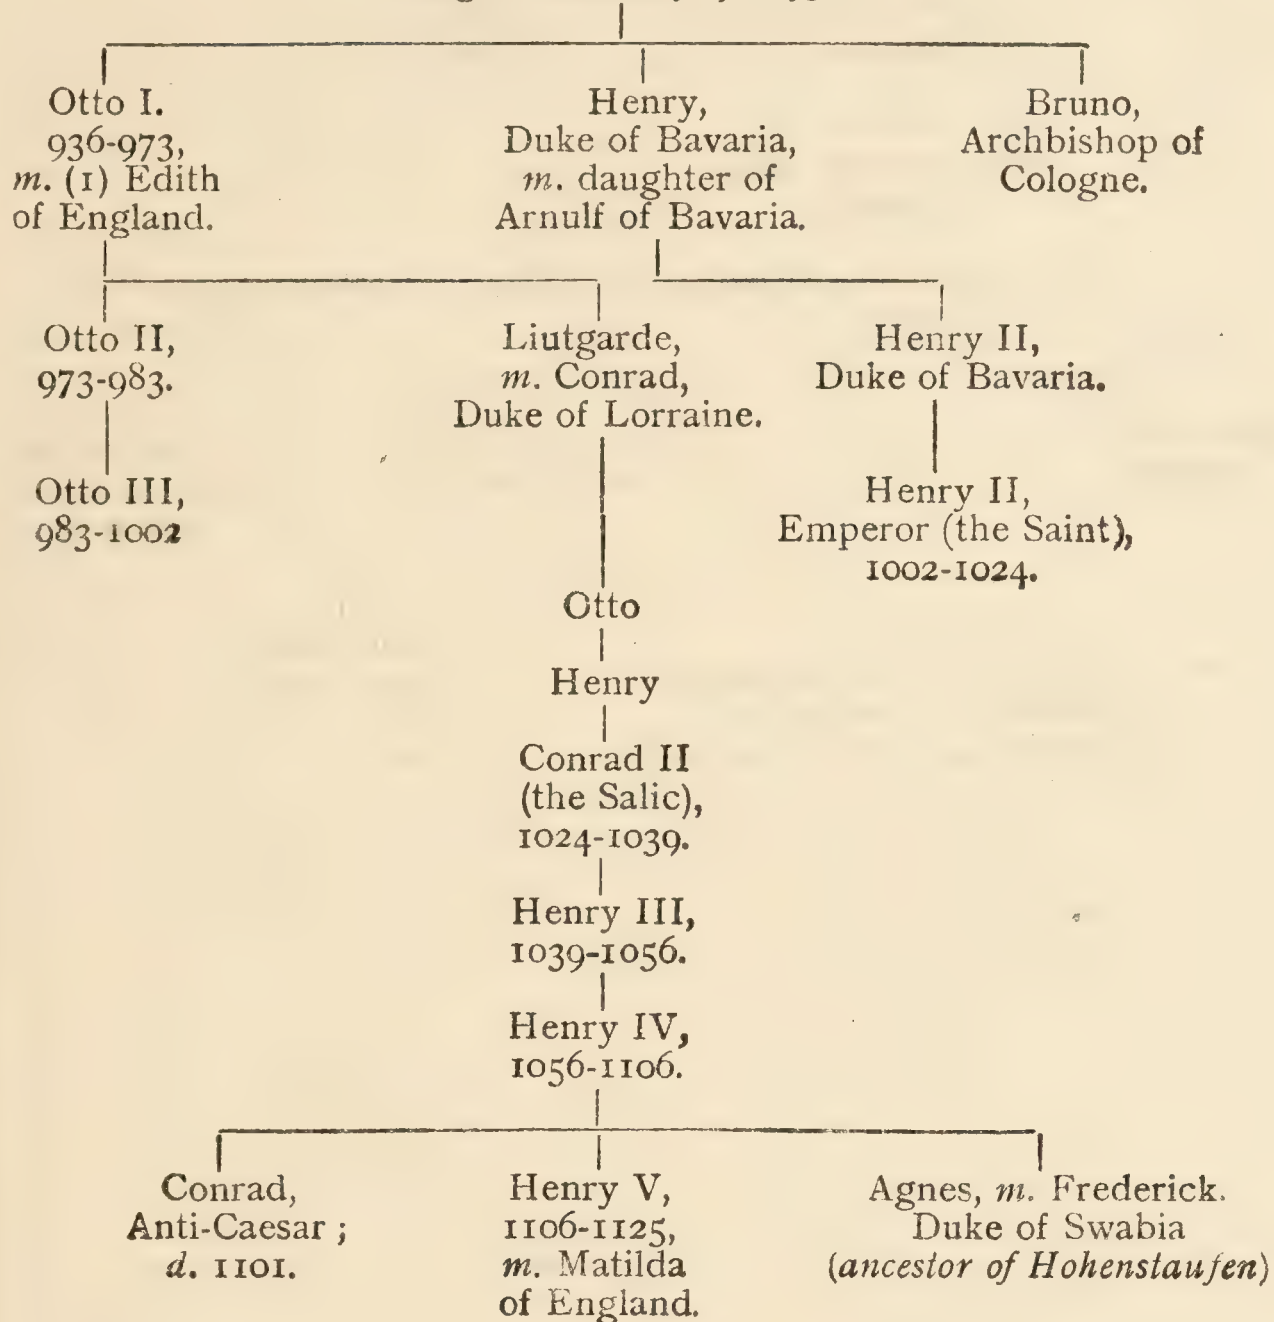 Otto I.
936-973,
m. (1) Edith
of England.
Henry,
Duke of Bavaria,
m. daughter of
Arnulf of Bavaria.
Bruno,
Archbishop of
Cologne.
Otto II,
973-983.
Liutgarde,
m. Conrad,
Duke of Lorraine.
Henry II,
Duke of Bavaria.
Otto III,
983-1002
Henry II,
Emperor (the Saint),
1002-1024.
Otto
Henry
Conrad II
(the Salic),
1024-1039.
Henry III,
1039-1056.
Henry IV,
1056-1106.
Conrad,
Anti-Caesar ;
d. 1101.
Henry V,
1106-1125,
m. Matilda
of England.
Agnes, m. Frederick.
Duke of Swabia
(ancestor of Hohenstaufen)